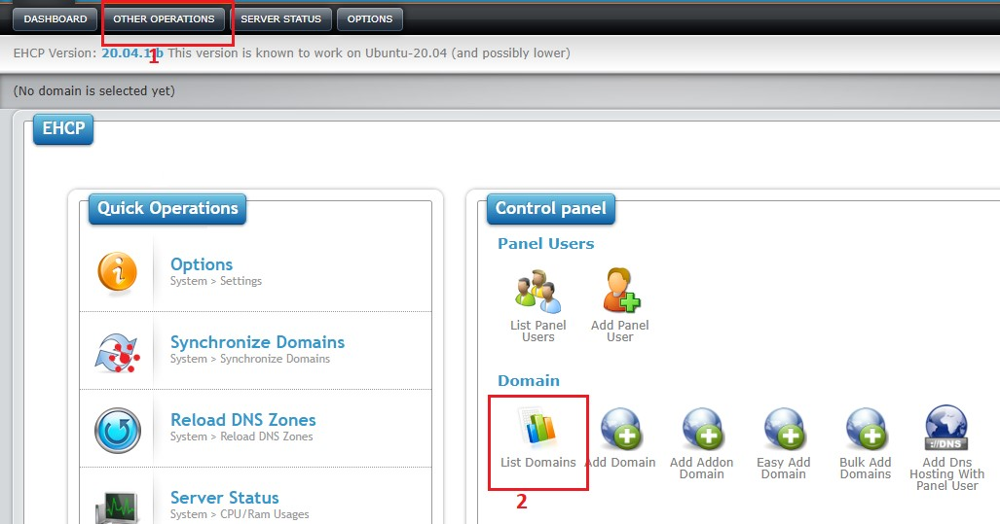 DASHBOARD OTHER OPERATIONS SERVER STATUS OPTIONS
EHCP Version: 20.04.1 b This version is known to work on Ubuntu-20.04 (and possibly lower)
1
(No domain is selected yet)
EHCP
Quick Operations
Options
System > Settings
Synchronize Domains
System > Synchronize Domains
Reload DNS Zones
System > Reload DNS Zones
Server Status
System > CPU/Ram Usages
Control panel
Panel Users
List Panel
Users
Add Panel
User
Domain
List Domains
Add Domain
Add Addon
Domain
Easy Add
Domain
Bulk Add
Domains
://DNS
Add Dns
Hosting With
Panel User
2